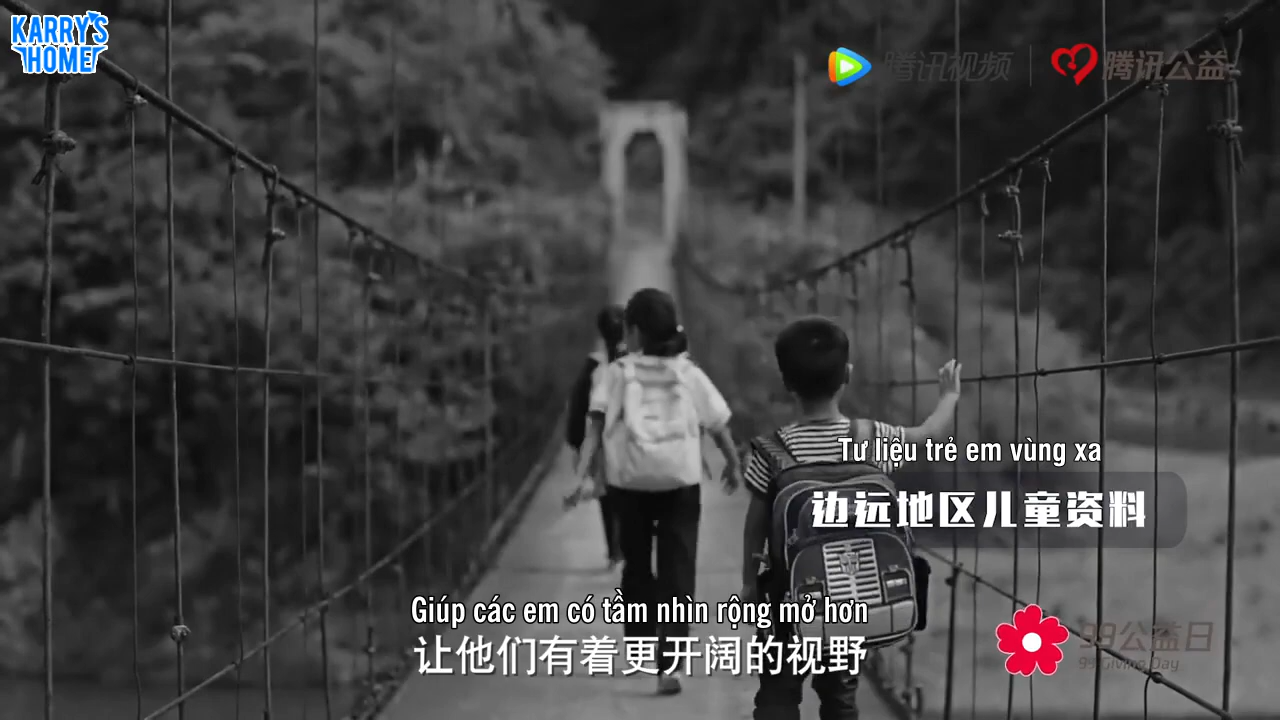 KARRY'S
HOME
腾讯视频
腾讯公益
Tư liệu trẻ em vùng xa
边远地区儿童资料
Giúp các em có tầm nhìn rộng mở hơn
让他们有着更开阔的视野
99公益日
99 Giving Day